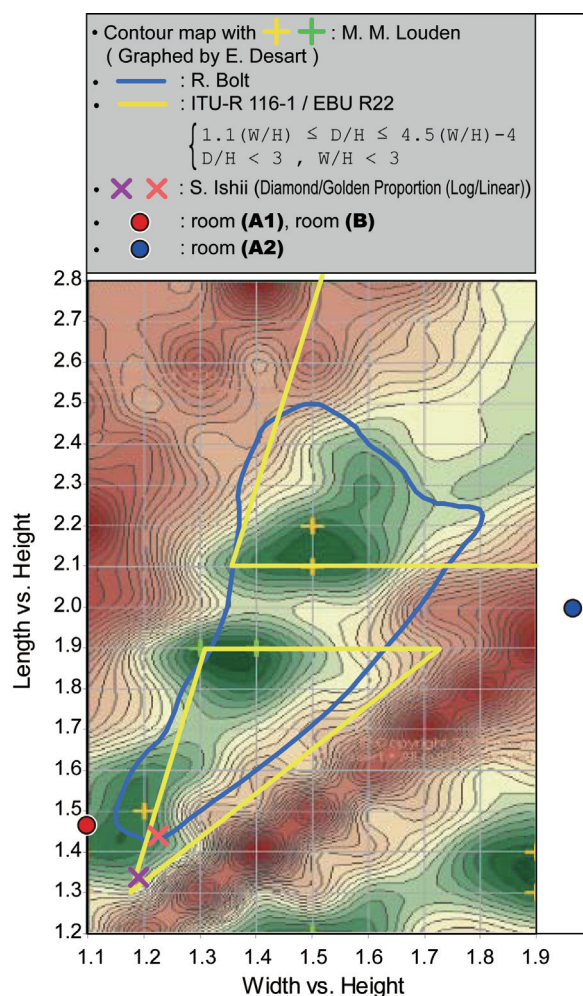 • Contour map with + + : M. M. Louden
( Graphed by E. Desart )
• : R. Bolt
• : ITU-R 116-1 / EBU R22
1.1(W/H) ≤ D/H ≤ 4.5(W/H)-4
D/H < 3 , W/H < 3
• × × : S. Ishii (Diamond/Golden Proportion (Log/Linear))
• : room (A1), room (B)
• : room (A2)
2.8
2.7
2.6
2.5
2.4
2.3
2.2
2.1
2.0
1.9
1.8
1.7
1.6
1.5
1.4
1.3
1.2
Length vs. Height
1.1 1.2 1.3 1.4 1.5 1.6 1.7 1.8 1.9
Width vs. Height